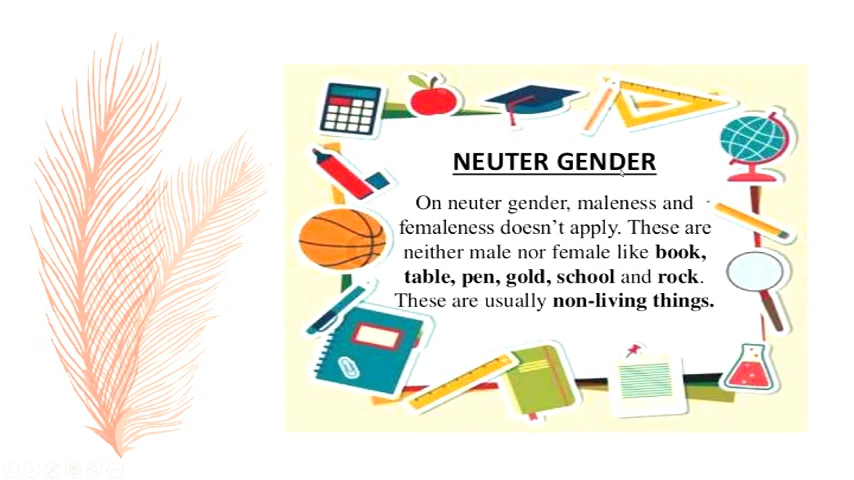 NEUTER GENDER
On neuter gender, maleness and
femaleness doesn't apply. These are
neither male nor female like book,
table, pen, gold, school and rock.
These are usually non-living things.